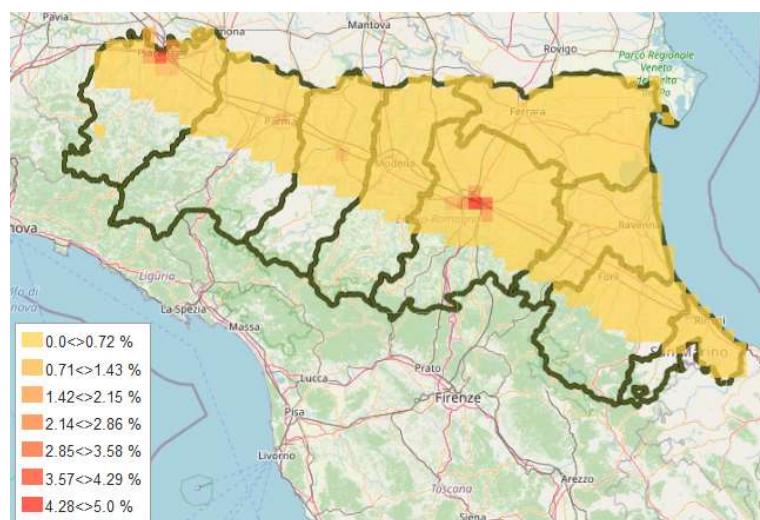 Pavia
Mantova
Rovigo
Parco Regionale
Veneto
Ferrara
Parma
Modena
Ravenna
Forlì
Rimini
San Marino
Liguria
La Spezia
Massa
Lucca
Prato
Firenze
Pisa
Livorno
Arezzo
Toscana
Siena
0.0<>0.72 %
0.71<>1.43 %
1.42<>2.15 %
2.14<>2.86 %
2.85<>3.58 %
3.57<>4.29 %
4.28<>5.0 %